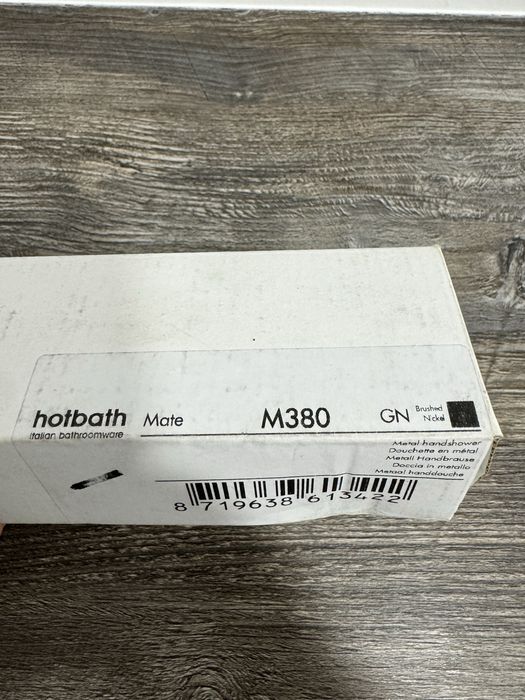 hotbath Mate M380 GN Brushed Nickel
italian bathroomware
Metal handshower
Douchette en métal
Metall Handbrause
Doccia in metallo
Metaal handdouche
8 719638 613422